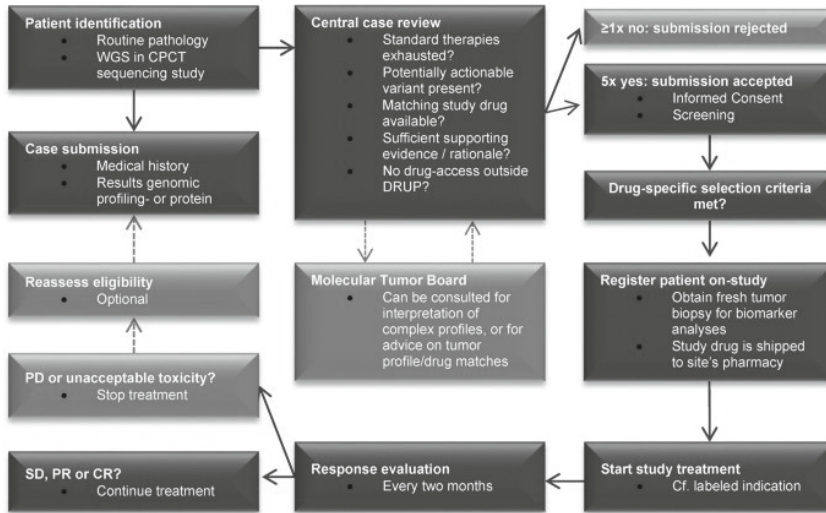 Patient identification
Routine pathology
WGS in CPCT
sequencing study
Case submission
Medical history
Results genomic
profiling- or protein
Reassess eligibility
Optional
PD or unacceptable toxicity?
Stop treatment
SD, PR or CR?
Continue treatment
Central case review
Standard therapies
exhausted?
Potentially actionable
variant present?
Matching study drug
available?
Sufficient supporting
evidence / rationale?
No drug-access outside
DRUP?
Molecular Tumor Board
Can be consulted for
interpretation of
complex profiles, or for
advice on tumor
profile/drug matches
Response evaluation
Every two months
≥1x no: submission rejected
5x yes: submission accepted
Informed Consent
Screening
Drug-specific selection criteria
met?
Register patient on-study
Obtain fresh tumor
biopsy for biomarker
analyses
Study drug is shipped
to site's pharmacy
Start study treatment
Cf. labeled indication